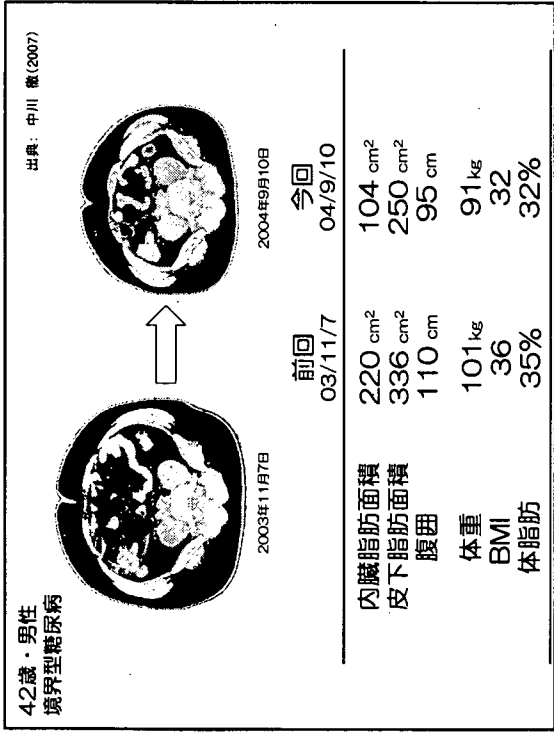 42歳・男性
境界型糖尿病
出典: 中川 徹(2007)
2003年11月7日
2004年9月10日
前回 今回
03/11/7 04/9/10
内臓脂肪面積 220 cm² 104 cm²
皮下脂肪面積 336 cm² 250 cm²
腹囲 110 cm 95 cm
体重 101kg 91kg
BMI 36 32
体脂肪 35% 32%